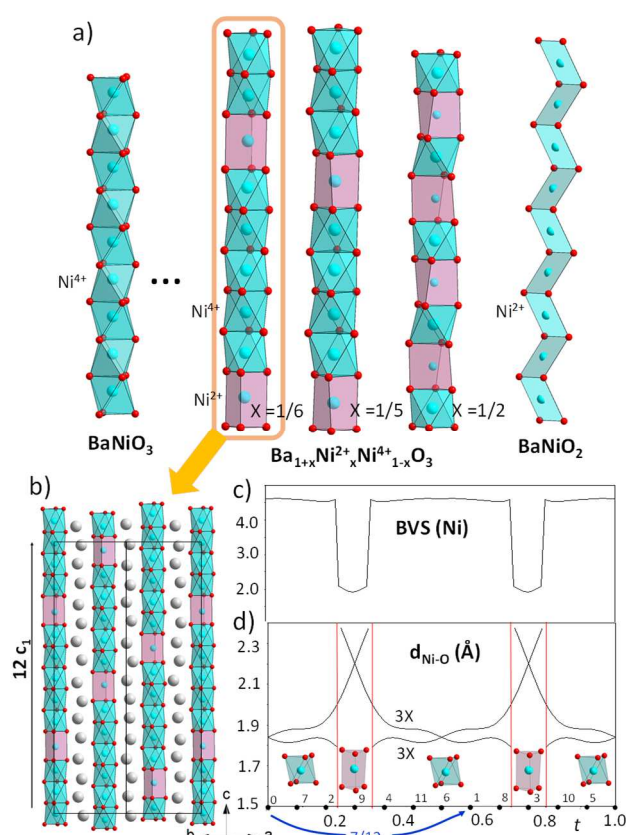 a)
Ni4+
...
Ni4+
Ni2+
X =1/6
X =1/5
X =1/2
Ni2+
BaNiO3
Ba1+xNi2+xNi4+1-xO3
BaNiO2
b)
12 c1
c
b
a
c)
BVS (Ni)
4.0
3.0
2.0
d)
dNi-O (Å)
2.3
2.1
1.9
1.7
1.5
3X
3X
0 7 2 9 4 11 6 1 8 3 10 5
0.0 0.2 0.4 0.6 0.8 t 1.0
7/12